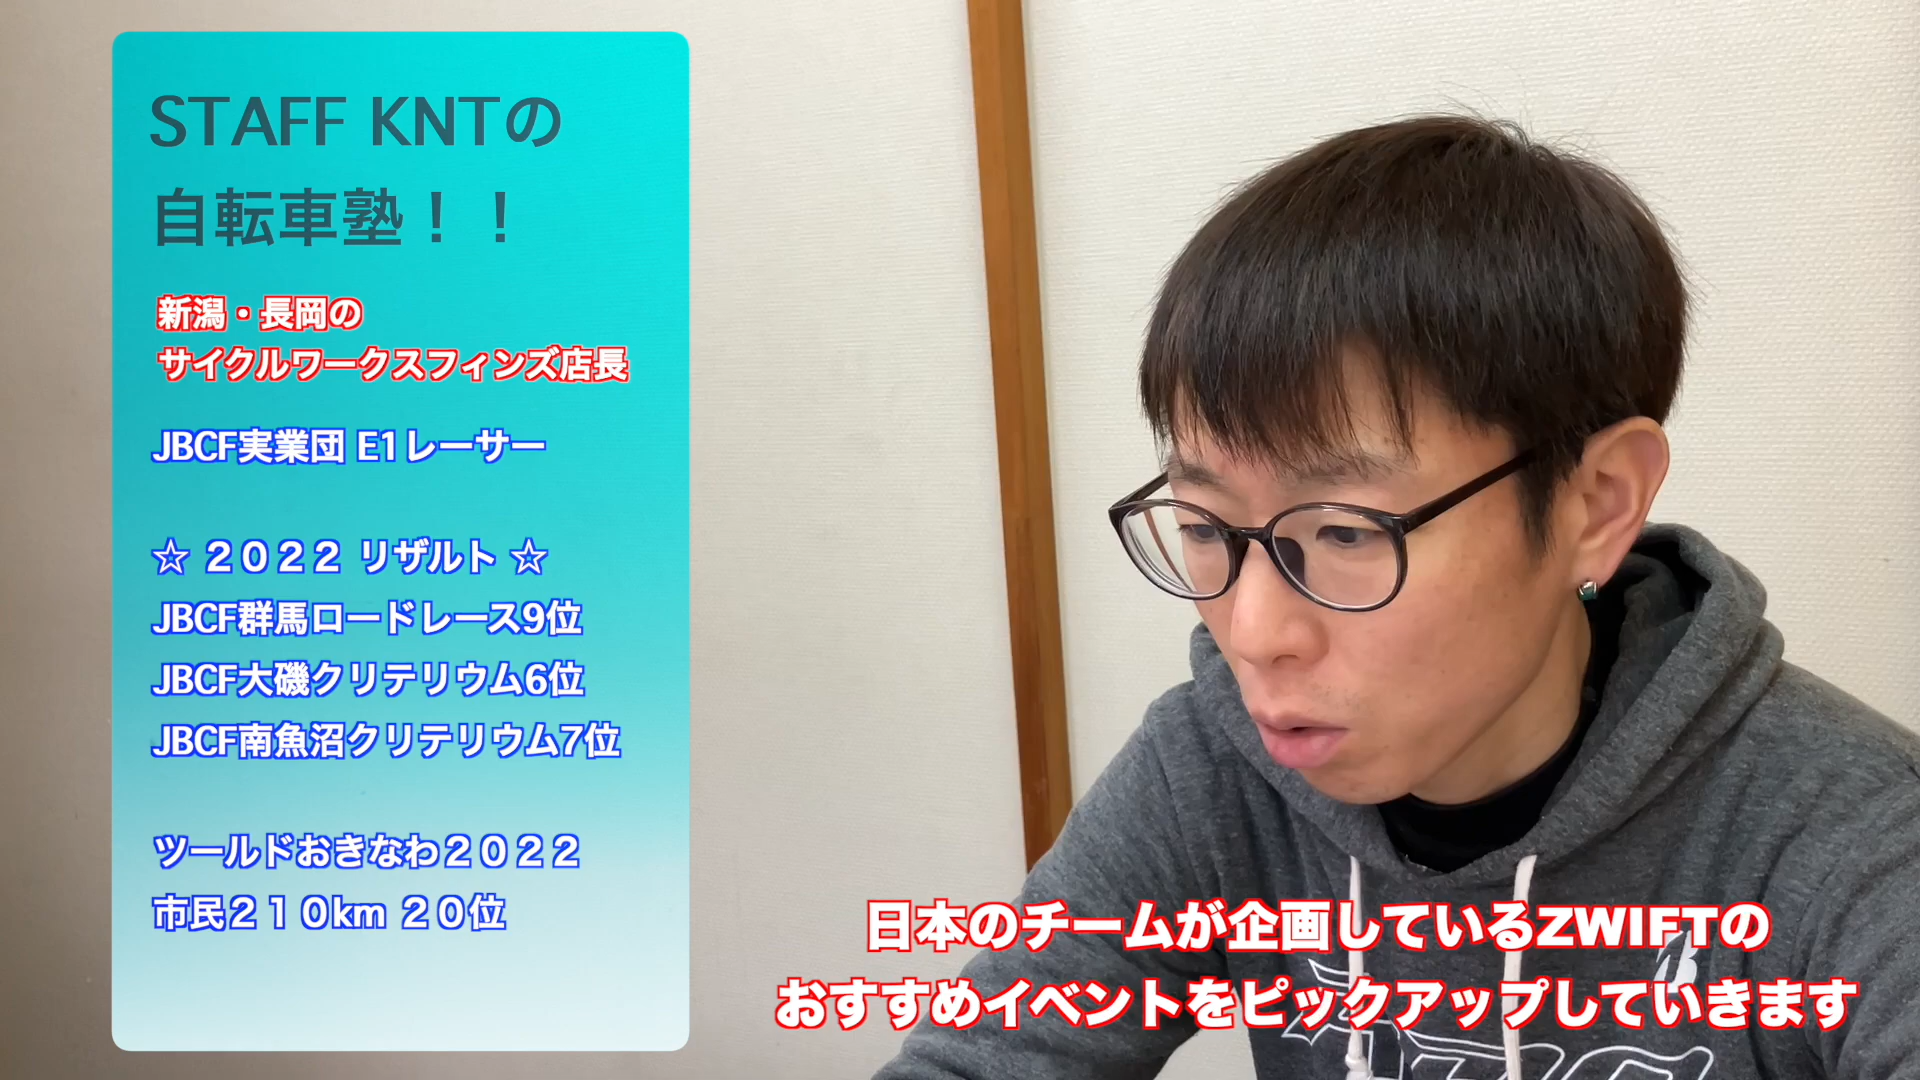 STAFF KNTの
自転車塾！！
新潟・長岡の
サイクルワークスフィンズ店長
JBCF実業団 E1レーサー
☆ ２０２２ リザルト ☆
JBCF群馬ロードレース9位
JBCF大磯クリテリウム6位
JBCF南魚沼クリテリウム7位
ツールドおきなわ２０２２
市民２１０km ２０位
日本のチームが企画しているZWIFTの
おすすめイベントをピックアップしていきます